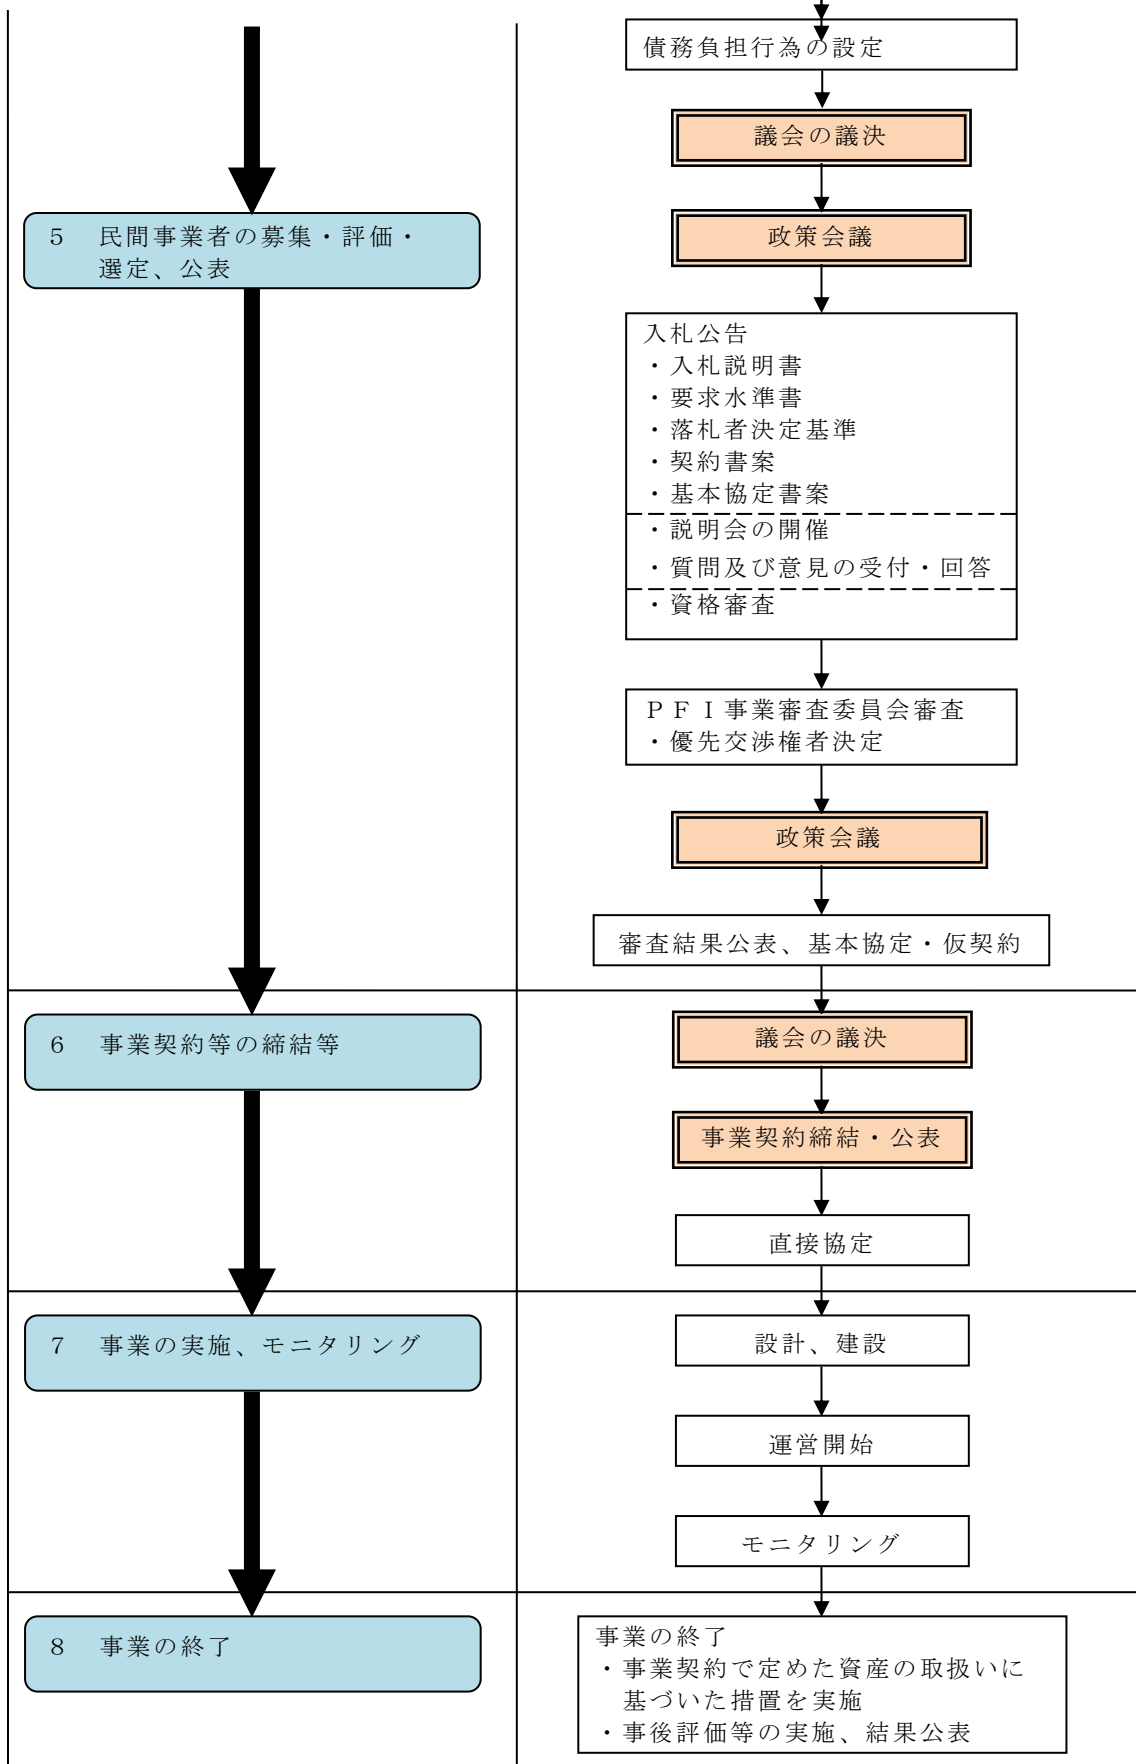 債務負担行為の設定
議会の議決
5 民間事業者の募集・評価・
選定、公表
政策会議
入札公告
・入札説明書
・要求水準書
・落札者決定基準
・契約書案
・基本協定書案
・説明会の開催
・質問及び意見の受付・回答
・資格審査
ＰＦＩ事業審査委員会審査
・優先交渉権者決定
政策会議
審査結果公表、基本協定・仮契約
6 事業契約等の締結等
議会の議決
事業契約締結・公表
直接協定
7 事業の実施、モニタリング
設計、建設
運営開始
モニタリング
8 事業の終了
事業の終了
・事業契約で定めた資産の取扱いに
基づいた措置を実施
・事後評価等の実施、結果公表